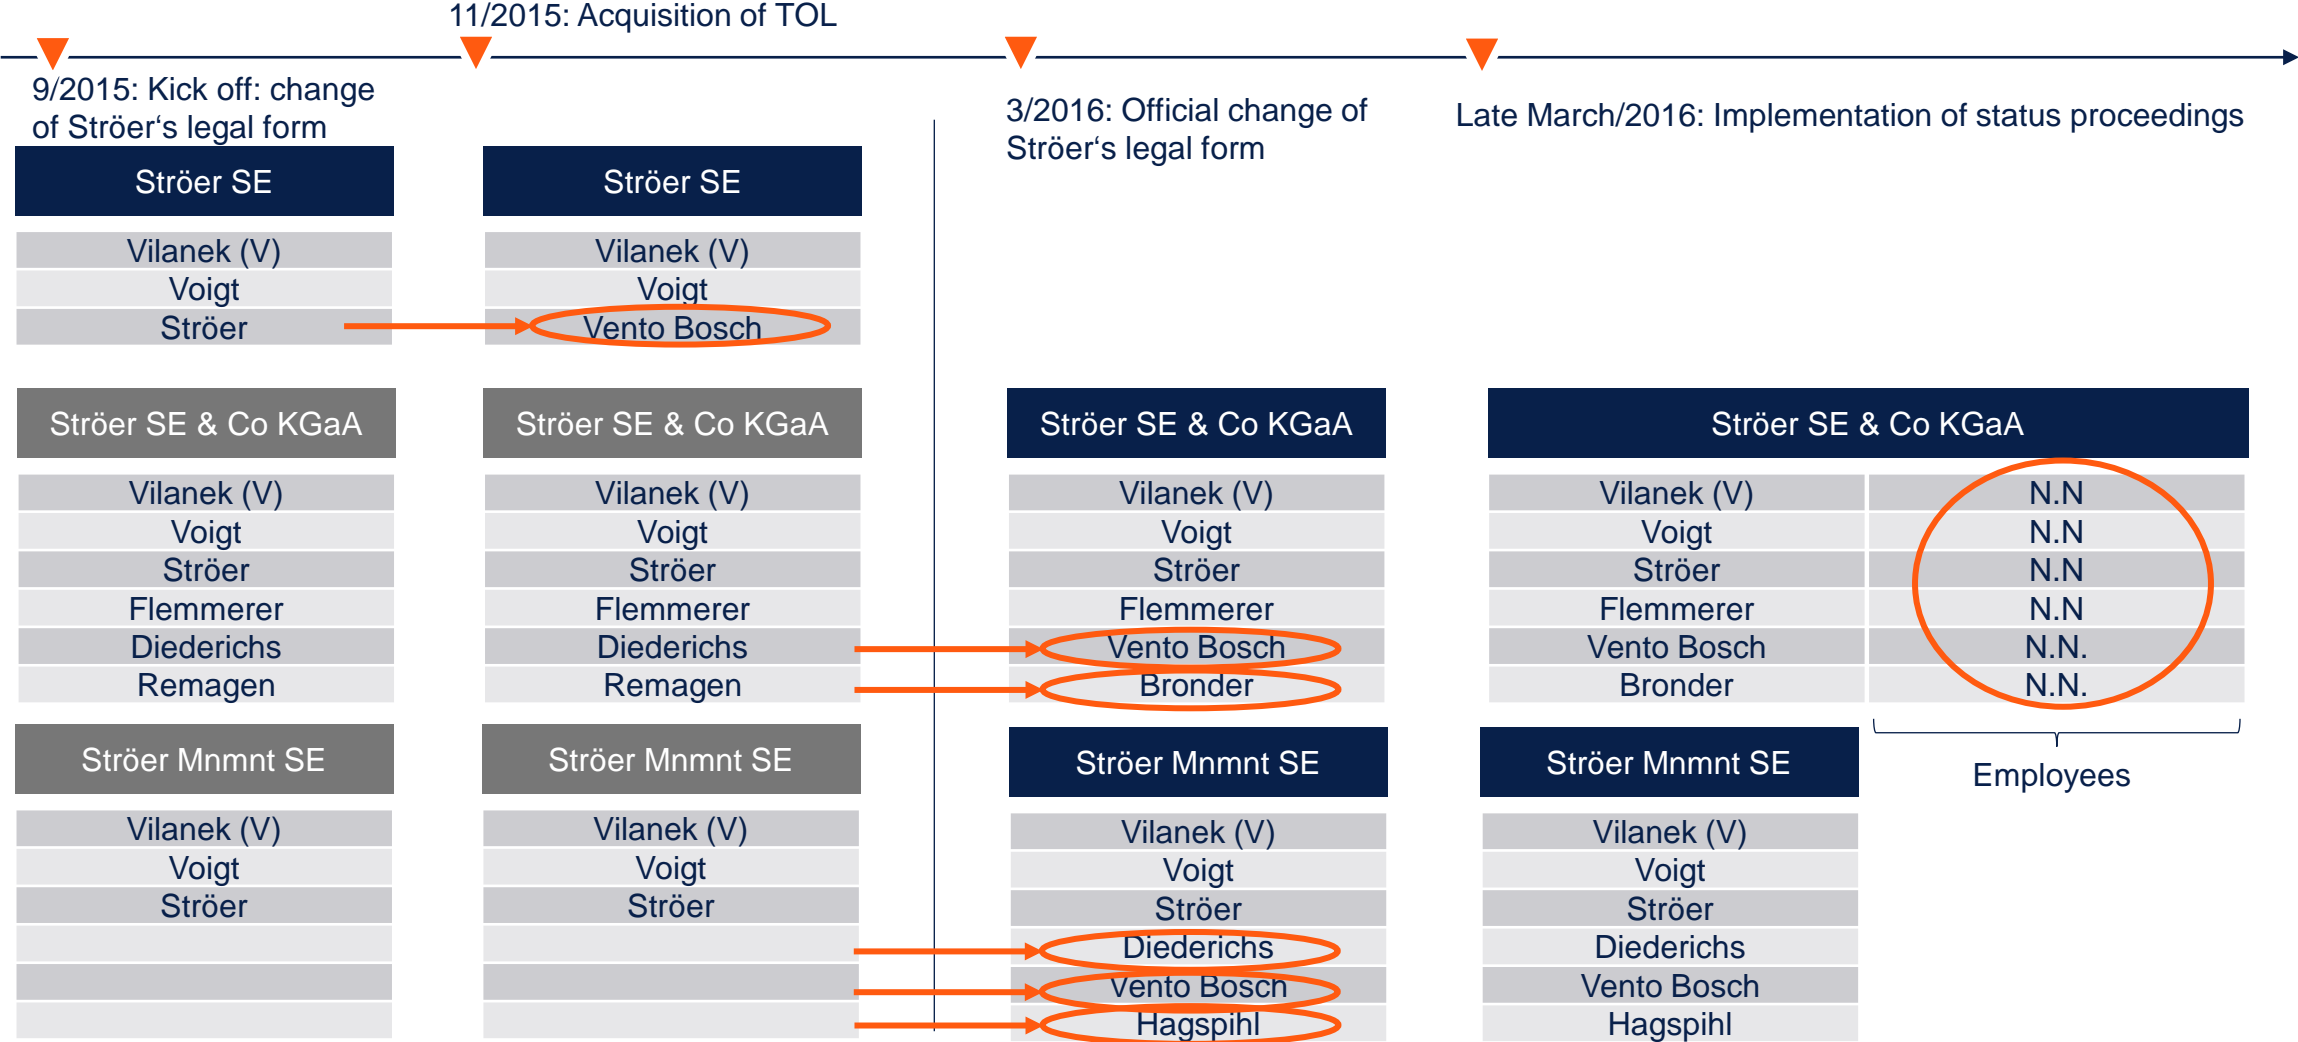 11/2015: Acquisition of TOL
9/2015: Kick off: change
of Ströer‘s legal form
3/2016: Official change of
Ströer‘s legal form
Late March/2016: Implementation of status proceedings
Ströer SE
Vilanek (V)
Voigt
Ströer
Ströer SE
Vilanek (V)
Voigt
Vento Bosch
Ströer SE & Co KGaA
Vilanek (V)
Voigt
Ströer
Flemmerer
Diederichs
Remagen
Ströer SE & Co KGaA
Vilanek (V)
Voigt
Ströer
Flemmerer
Diederichs
Remagen
Ströer SE & Co KGaA
Vilanek (V)
Voigt
Ströer
Flemmerer
Vento Bosch
Bronder
Ströer SE & Co KGaA
Vilanek (V) N.N
Voigt N.N
Ströer N.N
Flemmerer N.N
Vento Bosch N.N.
Bronder N.N.
Employees
Ströer Mnmnt SE
Vilanek (V)
Voigt
Ströer
Ströer Mnmnt SE
Vilanek (V)
Voigt
Ströer
Ströer Mnmnt SE
Vilanek (V)
Voigt
Ströer
Diederichs
Vento Bosch
Hagspihl
Ströer Mnmnt SE
Vilanek (V)
Voigt
Ströer
Diederichs
Vento Bosch
Hagspihl